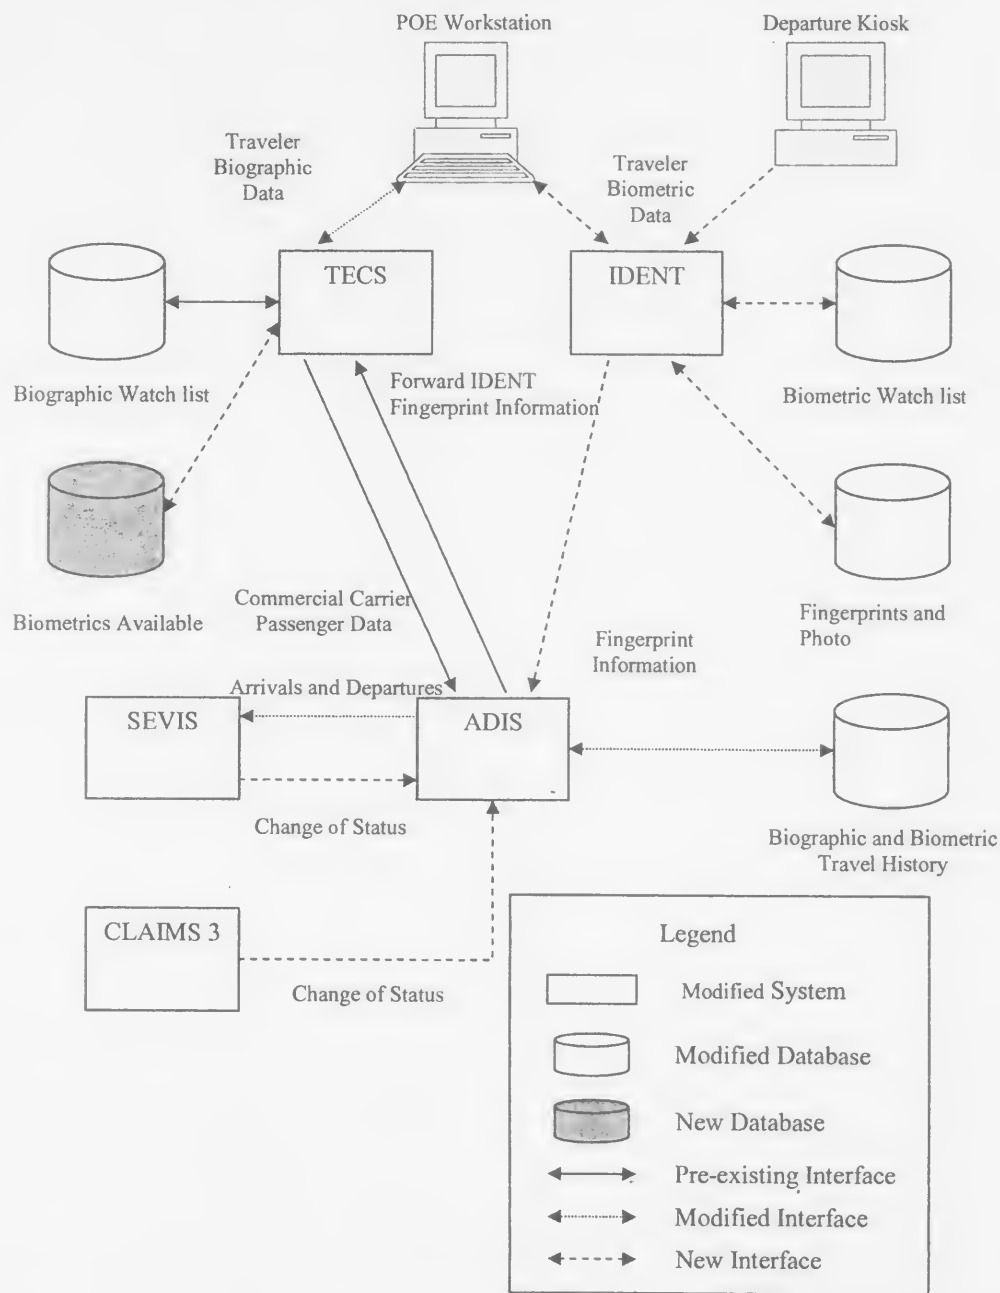 POE Workstation
Departure Kiosk
Traveler
Biographic
Data
Traveler
Biometric
Data
TECS
IDENT
Biographic Watch list
Forward IDENT
Fingerprint Information
Biometric Watch list
Biometrics Available
Commercial Carrier
Passenger Data
Fingerprints and
Photo
Fingerprint
Information
Arrivals and Departures
SEVIS
ADIS
Change of Status
Biographic and Biometric
Travel History
CLAIMS 3
Change of Status
Legend
Modified System
Modified Database
New Database
Pre-existing Interface
Modified Interface
New Interface